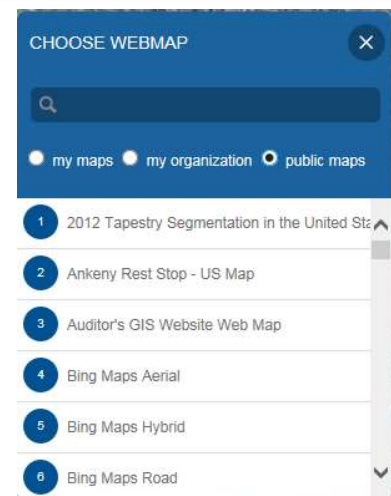 CHOOSE WEBMAP
my maps my organization public maps
1 2012 Tapestry Segmentation in the United Sta
2 Ankeny Rest Stop - US Map
3 Auditor's GIS Website Web Map
4 Bing Maps Aerial
5 Bing Maps Hybrid
6 Bing Maps Road